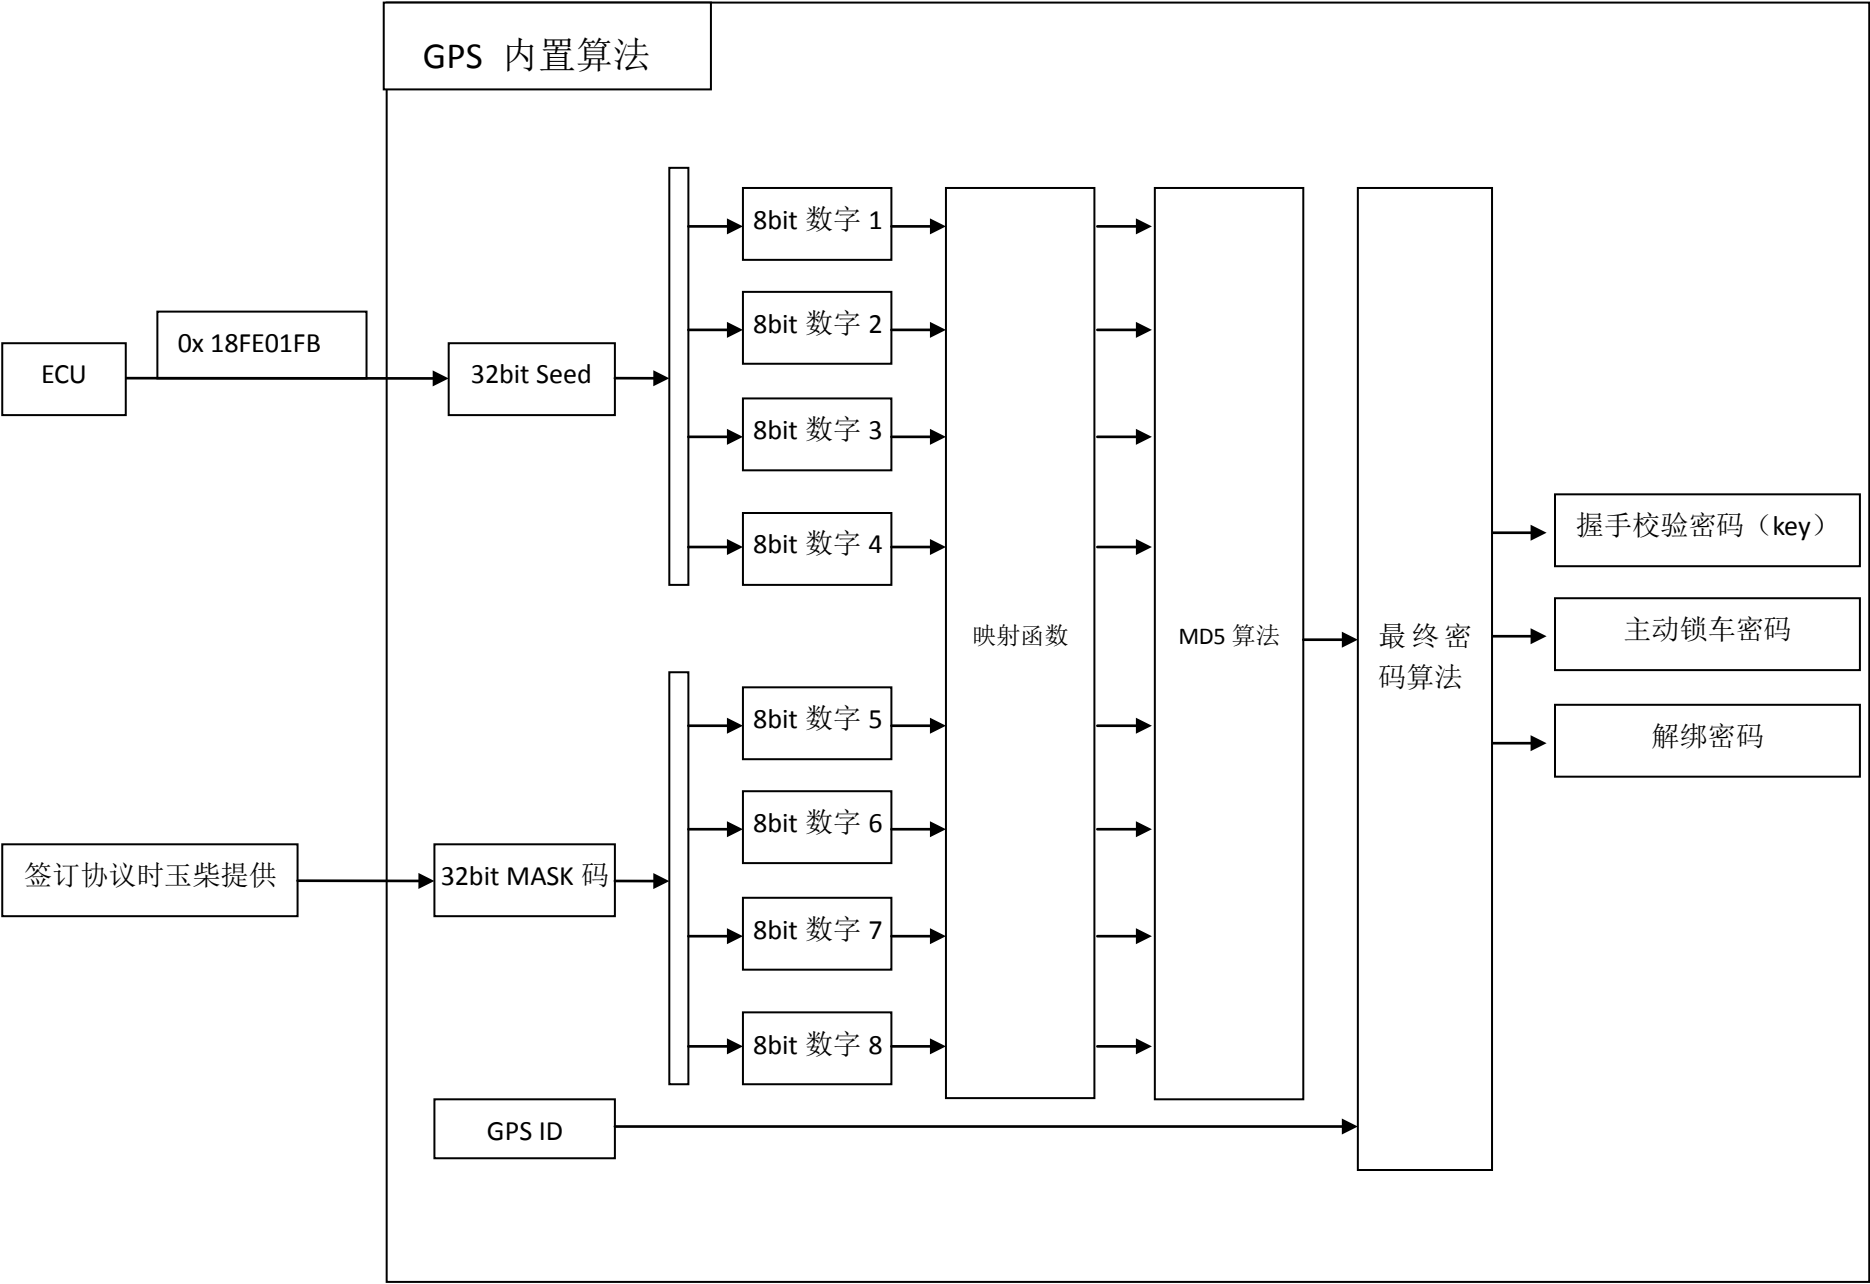 GPS 内置算法
0x 18FE01FB
ECU
32bit Seed
8bit 数字 1
8bit 数字 2
8bit 数字 3
8bit 数字 4
签订协议时玉柴提供
32bit MASK 码
8bit 数字 5
8bit 数字 6
8bit 数字 7
8bit 数字 8
GPS ID
映射函数
MD5 算法
最终密
码算法
握手校验密码（key）
主动锁车密码
解绑密码